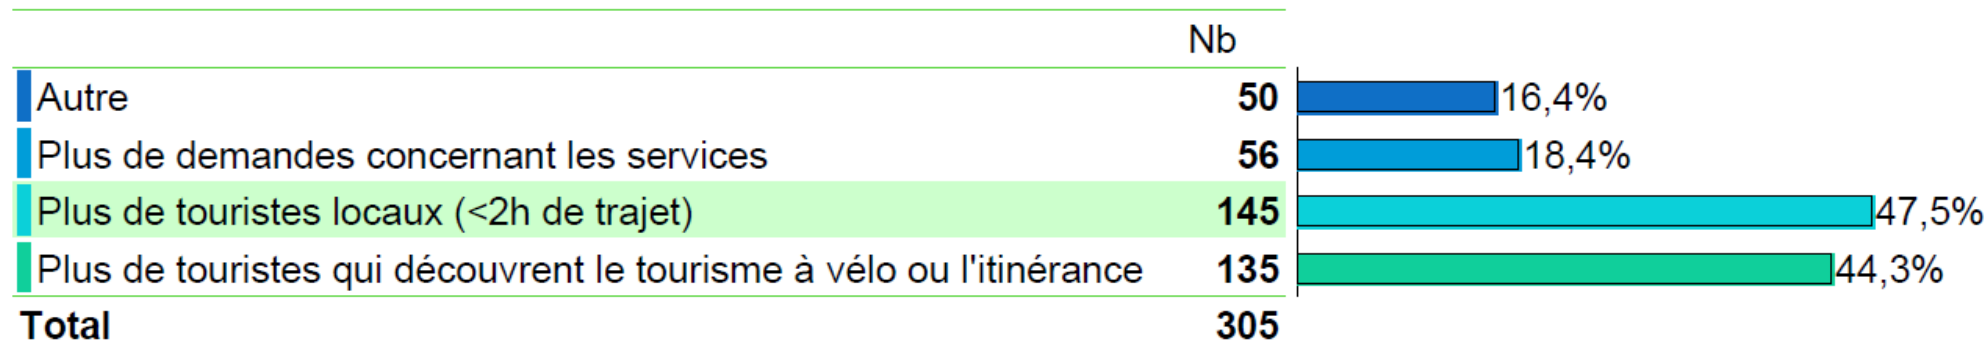 Nb
Autre 50 16,4%
Plus de demandes concernant les services 56 18,4%
Plus de touristes locaux (<2h de trajet) 145 47,5%
Plus de touristes qui découvrent le tourisme à vélo ou l'itinérance 135 44,3%
Total 305